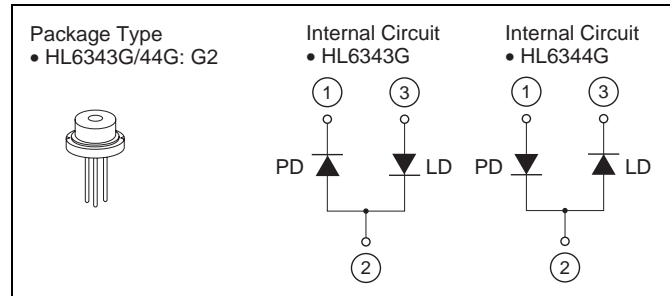 Package Type
• HL6343G/44G: G2
Internal Circuit
• HL6343G
1 3
PD LD
2
Internal Circuit
• HL6344G
1 3
PD LD
2